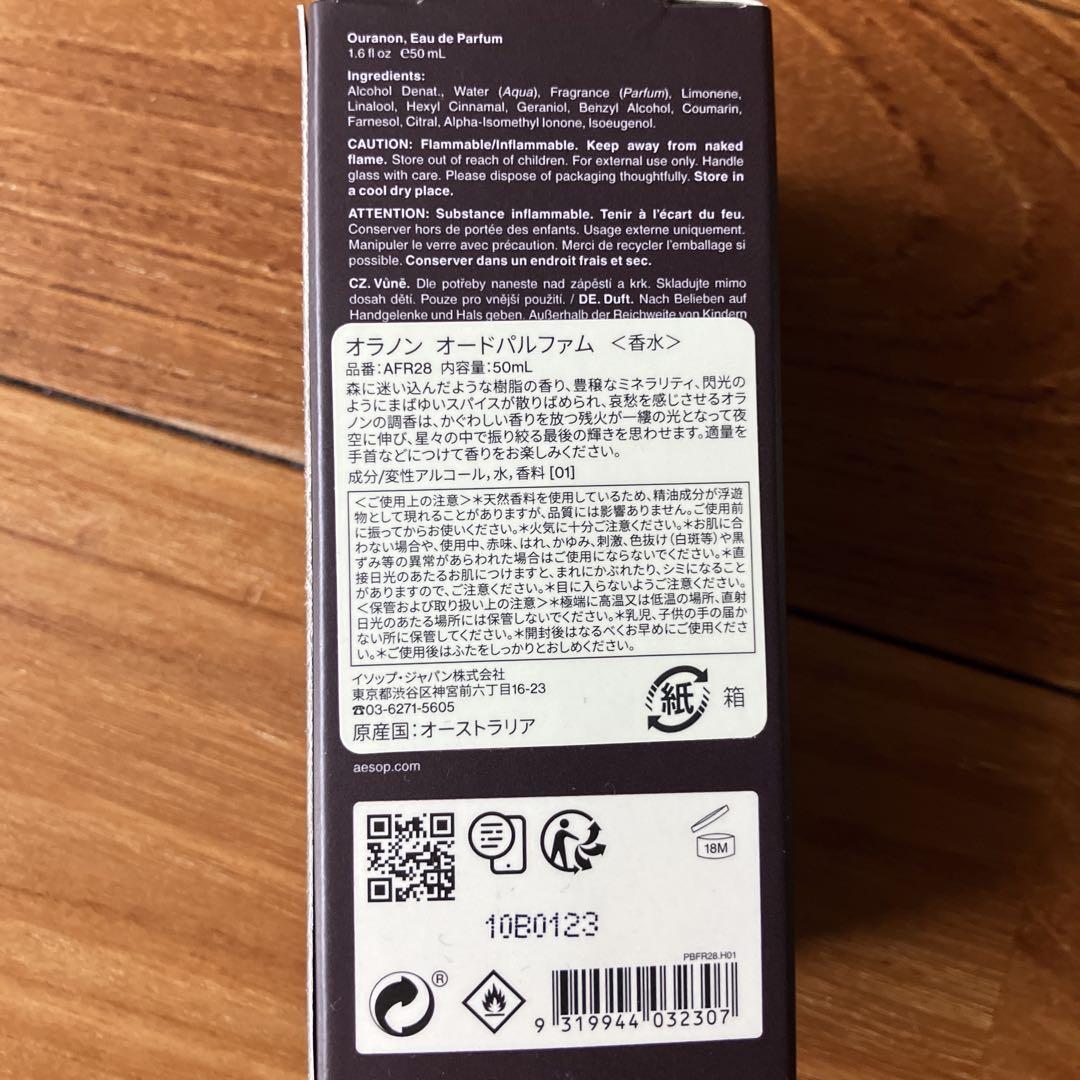 Ouranon, Eau de Parfum
1.6 fl oz ℮50 mL
Ingredients:
Alcohol Denat., Water (Aqua), Fragrance (Parfum), Limonene,
Linalool, Hexyl Cinnamal, Geraniol, Benzyl Alcohol, Coumarin,
Farnesol, Citral, Alpha-Isomethyl Ionone, Isoeugenol.
CAUTION: Flammable/Inflammable. Keep away from naked
flame. Store out of reach of children. For external use only. Handle
glass with care. Please dispose of packaging thoughtfully. Store in
a cool dry place.
ATTENTION: Substance inflammable. Tenir à l'écart du feu.
Conserver hors de portée des enfants. Usage externe uniquement.
Manipuler le verre avec précaution. Merci de recycler l'emballage si
possible. Conserver dans un endroit frais et sec.
CZ. Vůně. Dle potřeby naneste nad zápěstí a krk. Skladujte mimo
dosah dětí. Pouze pro vnější použití. / DE. Duft. Nach Belieben auf
Handgelenke und Hals geben. Außerhalb der Reichweite von Kindern
オラノン オードパルファム <香水>
品番:AFR28 内容量:50mL
森に迷い込んだような樹脂の香り、豊穣なミネラリティ、閃光の
ようにまばゆいスパイスが散りばめられ、哀愁を感じさせるオラ
ノンの調香は、かぐわしい香りを放つ残火が一縷の光となって夜
空に伸び、星々の中で振り絞る最後の輝きを思わせます。適量を
手首などにつけて香りをお楽しみください。
成分/変性アルコール,水,香料 [01]
<ご使用上の注意>*天然香料を使用しているため、精油成分が浮遊
物として現れることがありますが、品質には影響ありません。ご使用前
に振ってからお使いください。*火気に十分ご注意ください。*お肌に合
わない場合や、使用中、赤味、はれ、かゆみ、刺激、色抜け(白斑等)や黒
ずみ等の異常があらわれた場合はご使用にならないでください。*直
接日光のあたるお肌につけますと、まれにかぶれたり、シミになること
がありますので、ご注意ください。*目に入らないようご注意ください。
<保管および取り扱い上の注意>*極端に高温又は低温の場所、直射
日光のあたる場所には保管しないでください。*乳児、子供の手の届か
ない所に保管してください。*開封後はなるべくお早めにご使用くださ
い。*ご使用後はふたをしっかりとおしめください。
イソップ・ジャパン株式会社
東京都渋谷区神宮前六丁目16-23
☎03-6271-5605
原産国:オーストラリア
紙 箱
aesop.com
18M
10B0123
PBFR28.H01
®
9 319944 032307